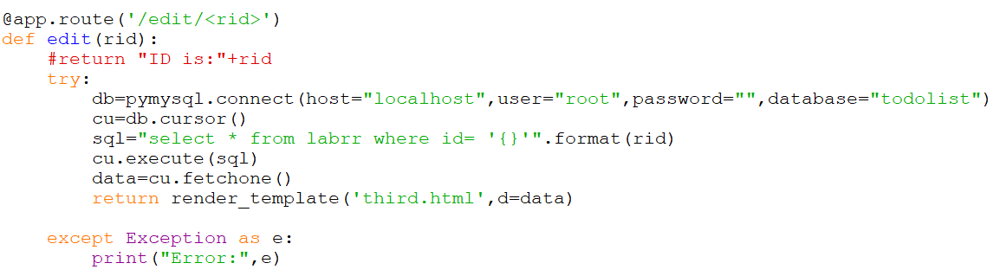 @app.route('/edit/<rid>')
def edit(rid):
    #return "ID is:"+rid
    try:
        db=pymysql.connect(host="localhost",user="root",password="",database="todolist")
        cu=db.cursor()
        sql="select * from labrr where id= '{}'".format(rid)
        cu.execute(sql)
        data=cu.fetchone()
        return render_template('third.html',d=data)
    except Exception as e:
        print("Error:",e)